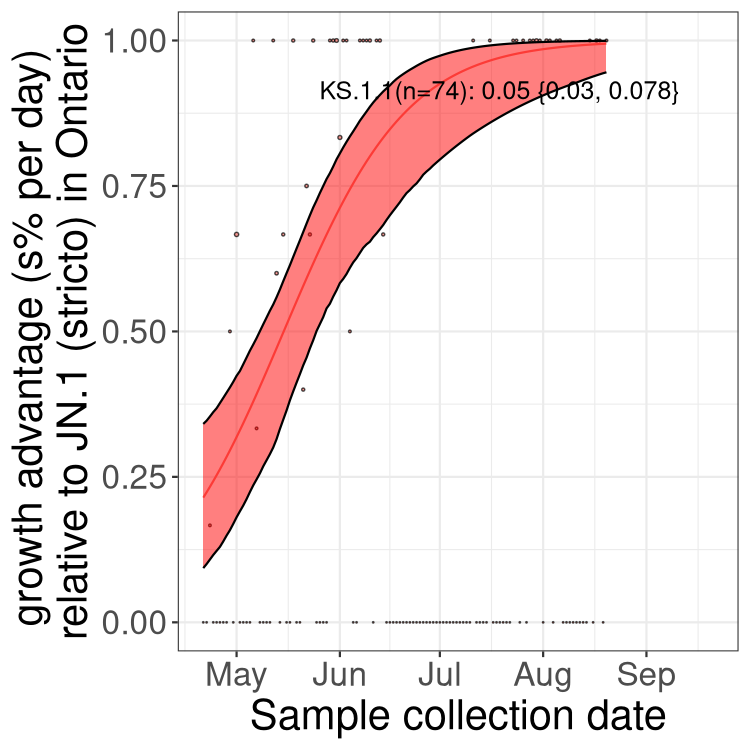 growth advantage (s% per day)
relative to JN.1 (stricto) in Ontario
1.00
0.75
0.50
0.25
0.00
KS.1.1(n=74): 0.05 {0.03, 0.078}
May Jun Jul Aug Sep
Sample collection date